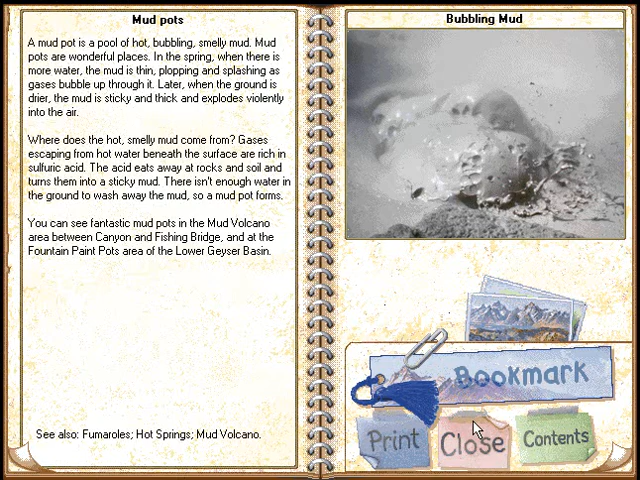 Mud pots
A mud pot is a pool of hot, bubbling, smelly mud. Mud
pots are wonderful places. In the spring, when there is
more water, the mud is thin, plopping and splashing as
gases bubble up through it. Later, when the ground is
drier, the mud is sticky and thick and explodes violently
into the air.
Where does the hot, smelly mud come from? Gases
escaping from hot water beneath the surface are rich in
sulfuric acid. The acid eats away at rocks and soil and
turns them into a sticky mud. There isn't enough water in
the ground to wash away the mud, so a mud pot forms.
You can see fantastic mud pots in the Mud Volcano
area between Canyon and Fishing Bridge, and at the
Fountain Paint Pots area of the Lower Geyser Basin.
See also: Fumaroles; Hot Springs; Mud Volcano.
Bubbling Mud
Bookmark
Print
Close
Contents